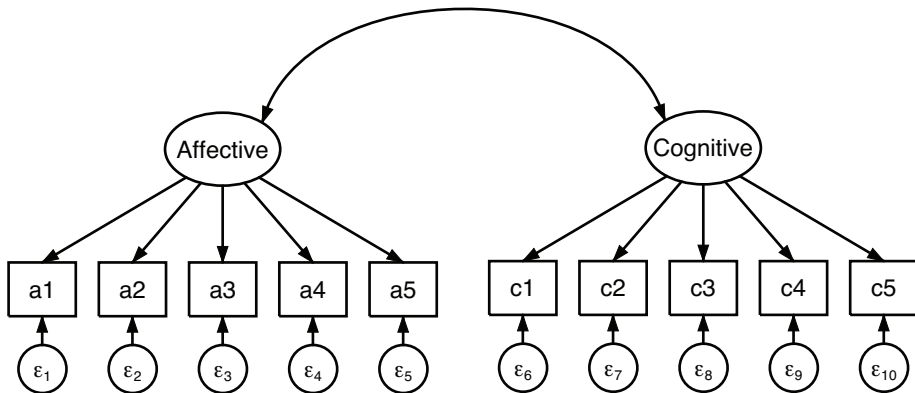 Affective Cognitive
a1 a2 a3 a4 a5 c1 c2 c3 c4 c5
ε₁ ε₂ ε₃ ε₄ ε₅ ε₆ ε₇ ε₈ ε₉ ε₁₀